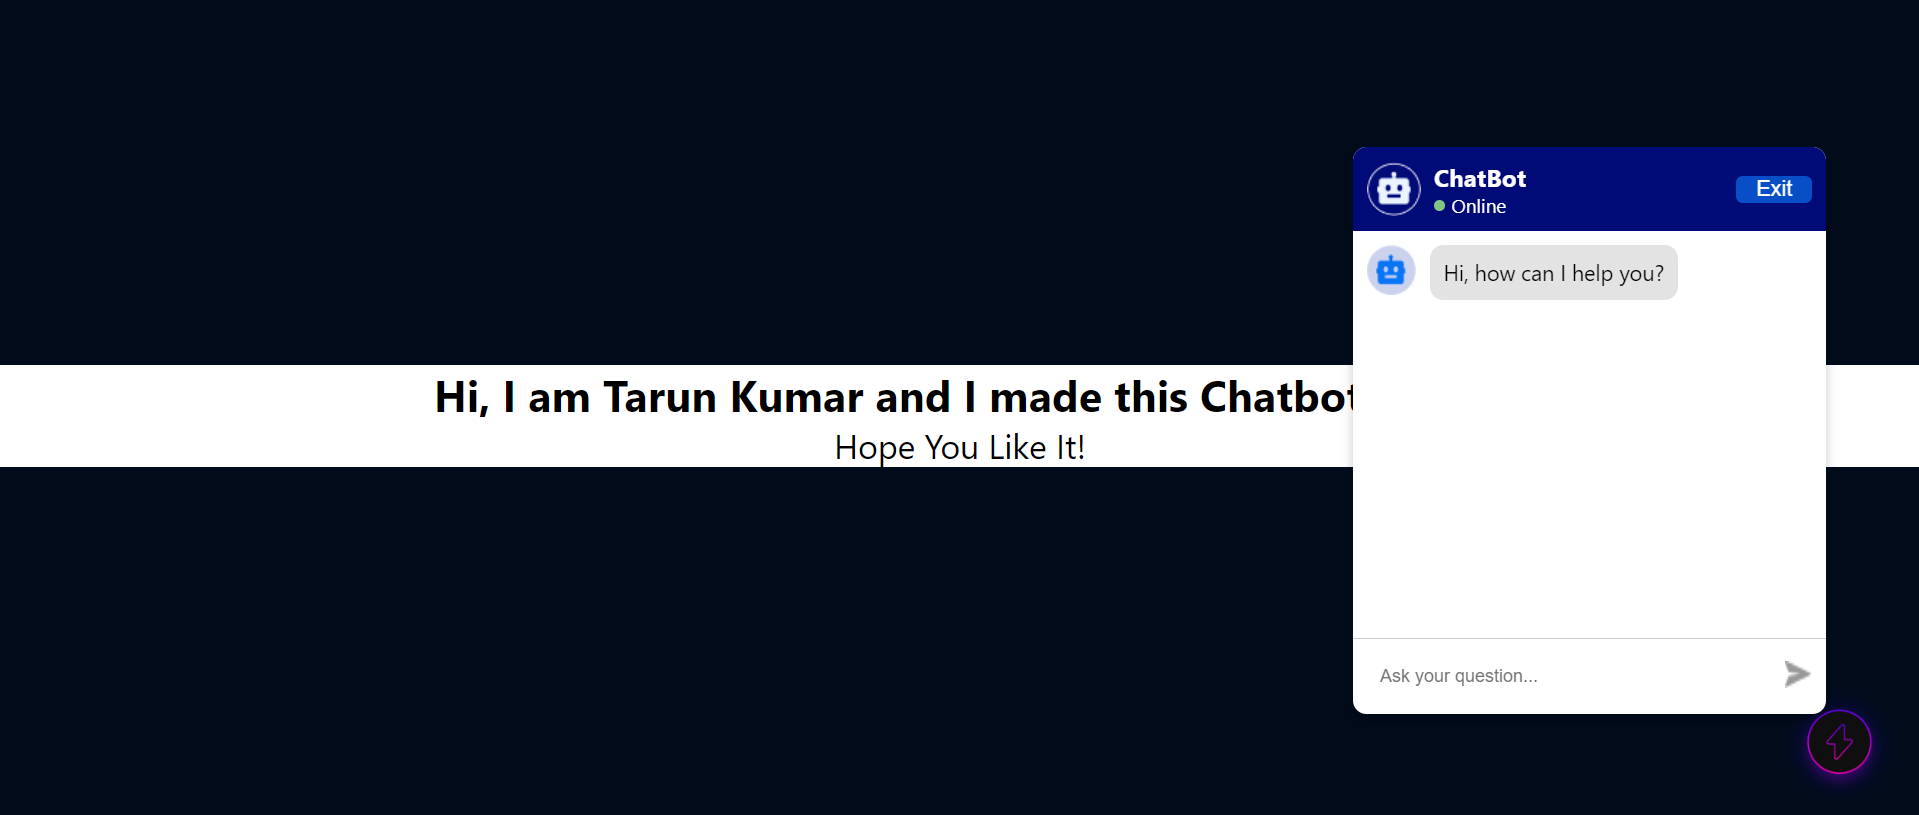 Hi, I am Tarun Kumar and I made this Chatbot
Hope You Like It!
ChatBot
Online
Exit
Hi, how can I help you?
Ask your question...